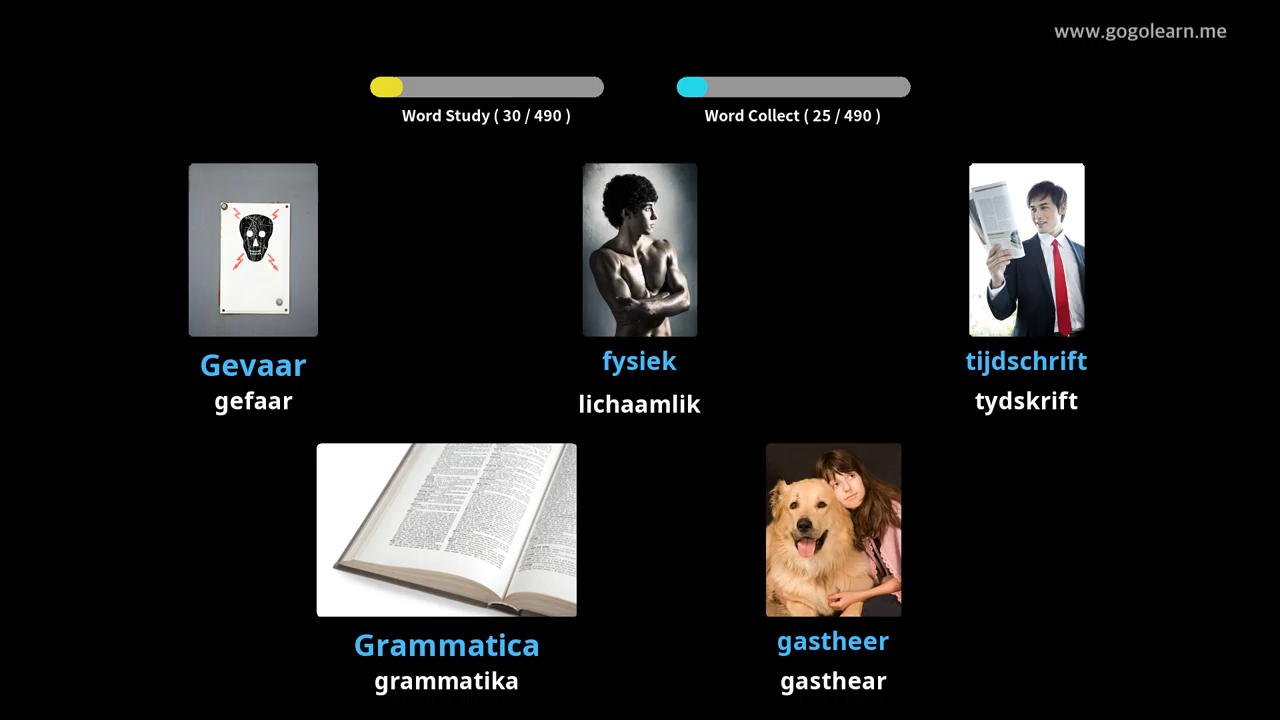 www.gogolearn.me
Word Study ( 30 / 490 )
Word Collect ( 25 / 490 )
Gevaar
gefaar
fysiek
lichaamlik
tijdschrift
tydskrift
Grammatica
grammatika
gastheer
gasthear